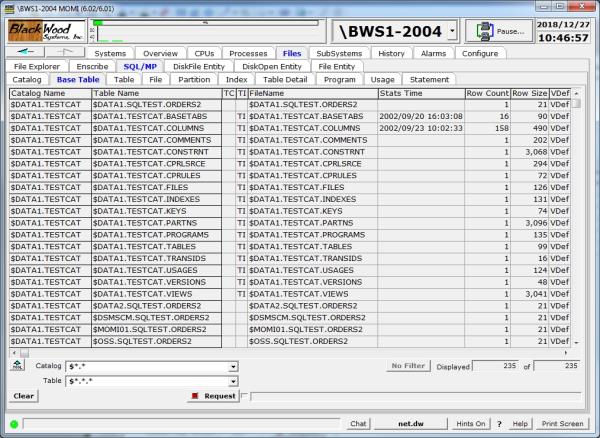 \BWS1-2004 MOMI (6.02/6.01)
BlackWood Systems, Inc.
\BWS1-2004
Pause...
2018/12/27
10:46:57
Systems Overview CPUs Processes Files SubSystems History Alarms Configure
File Explorer Enscribe SQL/MP DiskFile Entity DiskOpen Entity File Entity
Catalog Base Table Table File Partition Index Table Detail Program Usage Statement
Catalog Name Table Name TC TI FileName Stats Time Row Count Row Size VDef
$DATA1.TESTCAT $DATA1.SQLTEST.ORDERS2 $DATA1.SQLTEST.ORDERS2 1 21 VDef
$DATA1.TESTCAT $DATA1.TESTCAT.BASETABS TI $DATA1.TESTCAT.BASETABS 2002/09/20 16:03:08 16 90 VDef
$DATA1.TESTCAT $DATA1.TESTCAT.COLUMNS TI $DATA1.TESTCAT.COLUMNS 2002/09/23 10:02:33 158 490 VDef
$DATA1.TESTCAT $DATA1.TESTCAT.COMMENTS TI $DATA1.TESTCAT.COMMENTS 1 202 VDef
$DATA1.TESTCAT $DATA1.TESTCAT.CONSTRNT TI $DATA1.TESTCAT.CONSTRNT 1 3,068 VDef
$DATA1.TESTCAT $DATA1.TESTCAT.CPRLSRCE TI $DATA1.TESTCAT.CPRLSRCE 1 294 VDef
$DATA1.TESTCAT $DATA1.TESTCAT.CPRULES TI $DATA1.TESTCAT.CPRULES 1 72 VDef
$DATA1.TESTCAT $DATA1.TESTCAT.FILES TI $DATA1.TESTCAT.FILES 1 126 VDef
$DATA1.TESTCAT $DATA1.TESTCAT.INDEXES TI $DATA1.TESTCAT.INDEXES 1 131 VDef
$DATA1.TESTCAT $DATA1.TESTCAT.KEYS TI $DATA1.TESTCAT.KEYS 1 74 VDef
$DATA1.TESTCAT $DATA1.TESTCAT.PARTNS TI $DATA1.TESTCAT.PARTNS 1 3,096 VDef
$DATA1.TESTCAT $DATA1.TESTCAT.PROGRAMS TI $DATA1.TESTCAT.PROGRAMS 1 135 VDef
$DATA1.TESTCAT $DATA1.TESTCAT.TABLES TI $DATA1.TESTCAT.TABLES 1 99 VDef
$DATA1.TESTCAT $DATA1.TESTCAT.TRANSIDS TI $DATA1.TESTCAT.TRANSIDS 1 16 VDef
$DATA1.TESTCAT $DATA1.TESTCAT.USAGES TI $DATA1.TESTCAT.USAGES 1 124 VDef
$DATA1.TESTCAT $DATA1.TESTCAT.VERSIONS TI $DATA1.TESTCAT.VERSIONS 1 48 VDef
$DATA1.TESTCAT $DATA1.TESTCAT.VIEWS TI $DATA1.TESTCAT.VIEWS 1 3,041 VDef
$DATA1.TESTCAT $DATA2.SQLTEST.ORDERS2 $DATA2.SQLTEST.ORDERS2 1 21 VDef
$DATA1.TESTCAT $DSMSCM.SQLTEST.ORDERS2 $DSMSCM.SQLTEST.ORDERS2 1 21 VDef
$DATA1.TESTCAT $MOMI01.SQLTEST.ORDERS2 $MOMI01.SQLTEST.ORDERS2 1 21 VDef
$DATA1.TESTCAT $OSS.SQLTEST.ORDERS2 $OSS.SQLTEST.ORDERS2 1 21 VDef
Catalog $*.* No Filter Displayed 235 of 235
Table $*.*.*
Clear Request
Chat net.dw Hints On ? Help Print Screen